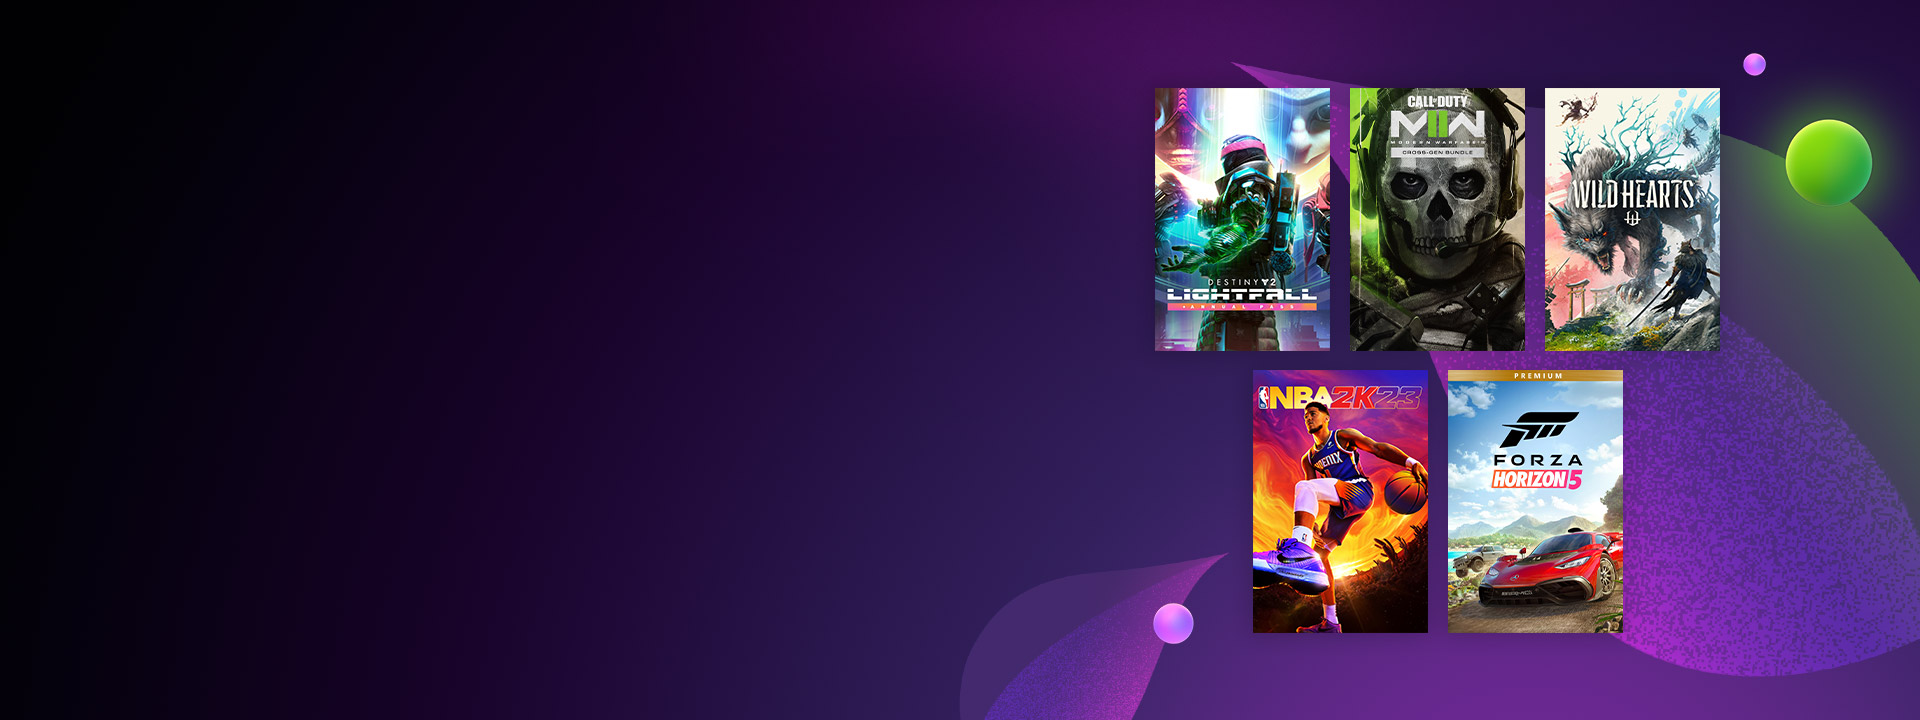 DESTINY 2
LIGHTFALL
+ ANNUAL PASS
CALL OF DUTY
MWII
MODERN WARFARE II
CROSS-GEN BUNDLE
WILD HEARTS
NBA 2K23
PHOENIX
PREMIUM
FORZA
HORIZON 5